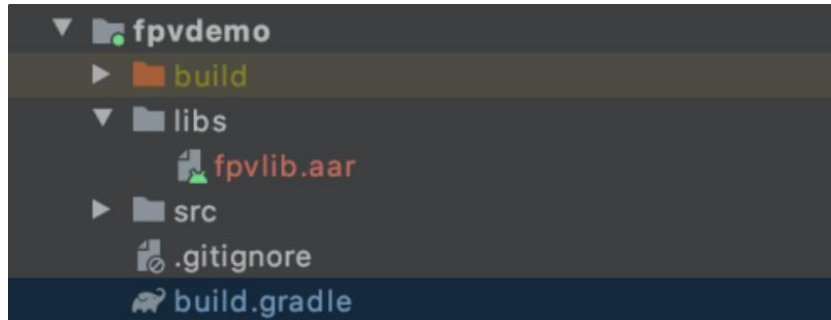 fpvdemo
build
libs
fpvlib.aar
src
.gitignore
build.gradle